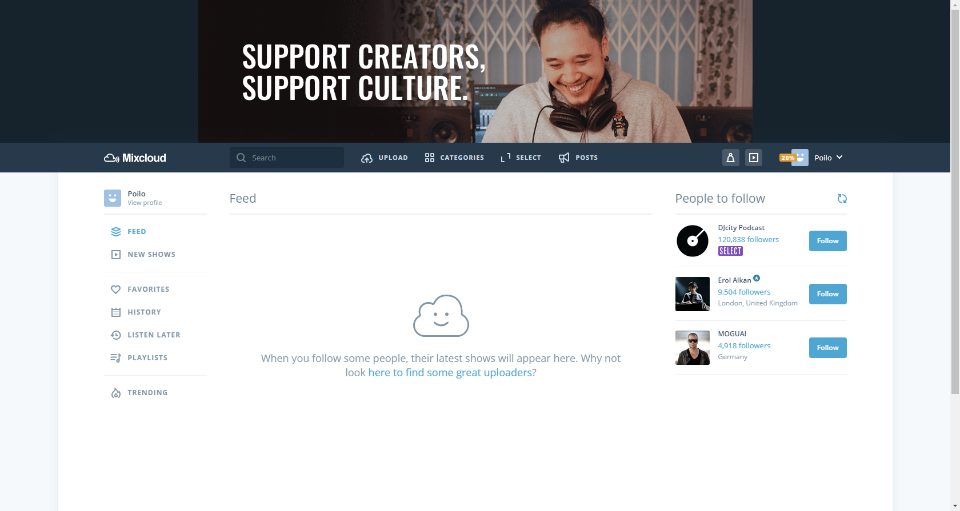 SUPPORT CREATORS,
SUPPORT CULTURE.
Mixcloud
Search
UPLOAD
CATEGORIES
SELECT
POSTS
20%
Poilo
Poilo
View profile
FEED
NEW SHOWS
FAVORITES
HISTORY
LISTEN LATER
PLAYLISTS
TRENDING
Feed
When you follow some people, their latest shows will appear here. Why not
look here to find some great uploaders?
People to follow
DJcity Podcast
120,838 followers
SELECT
Follow
Erol Alkan
9,504 followers
London, United Kingdom
Follow
MOGUAI
4,918 followers
Germany
Follow